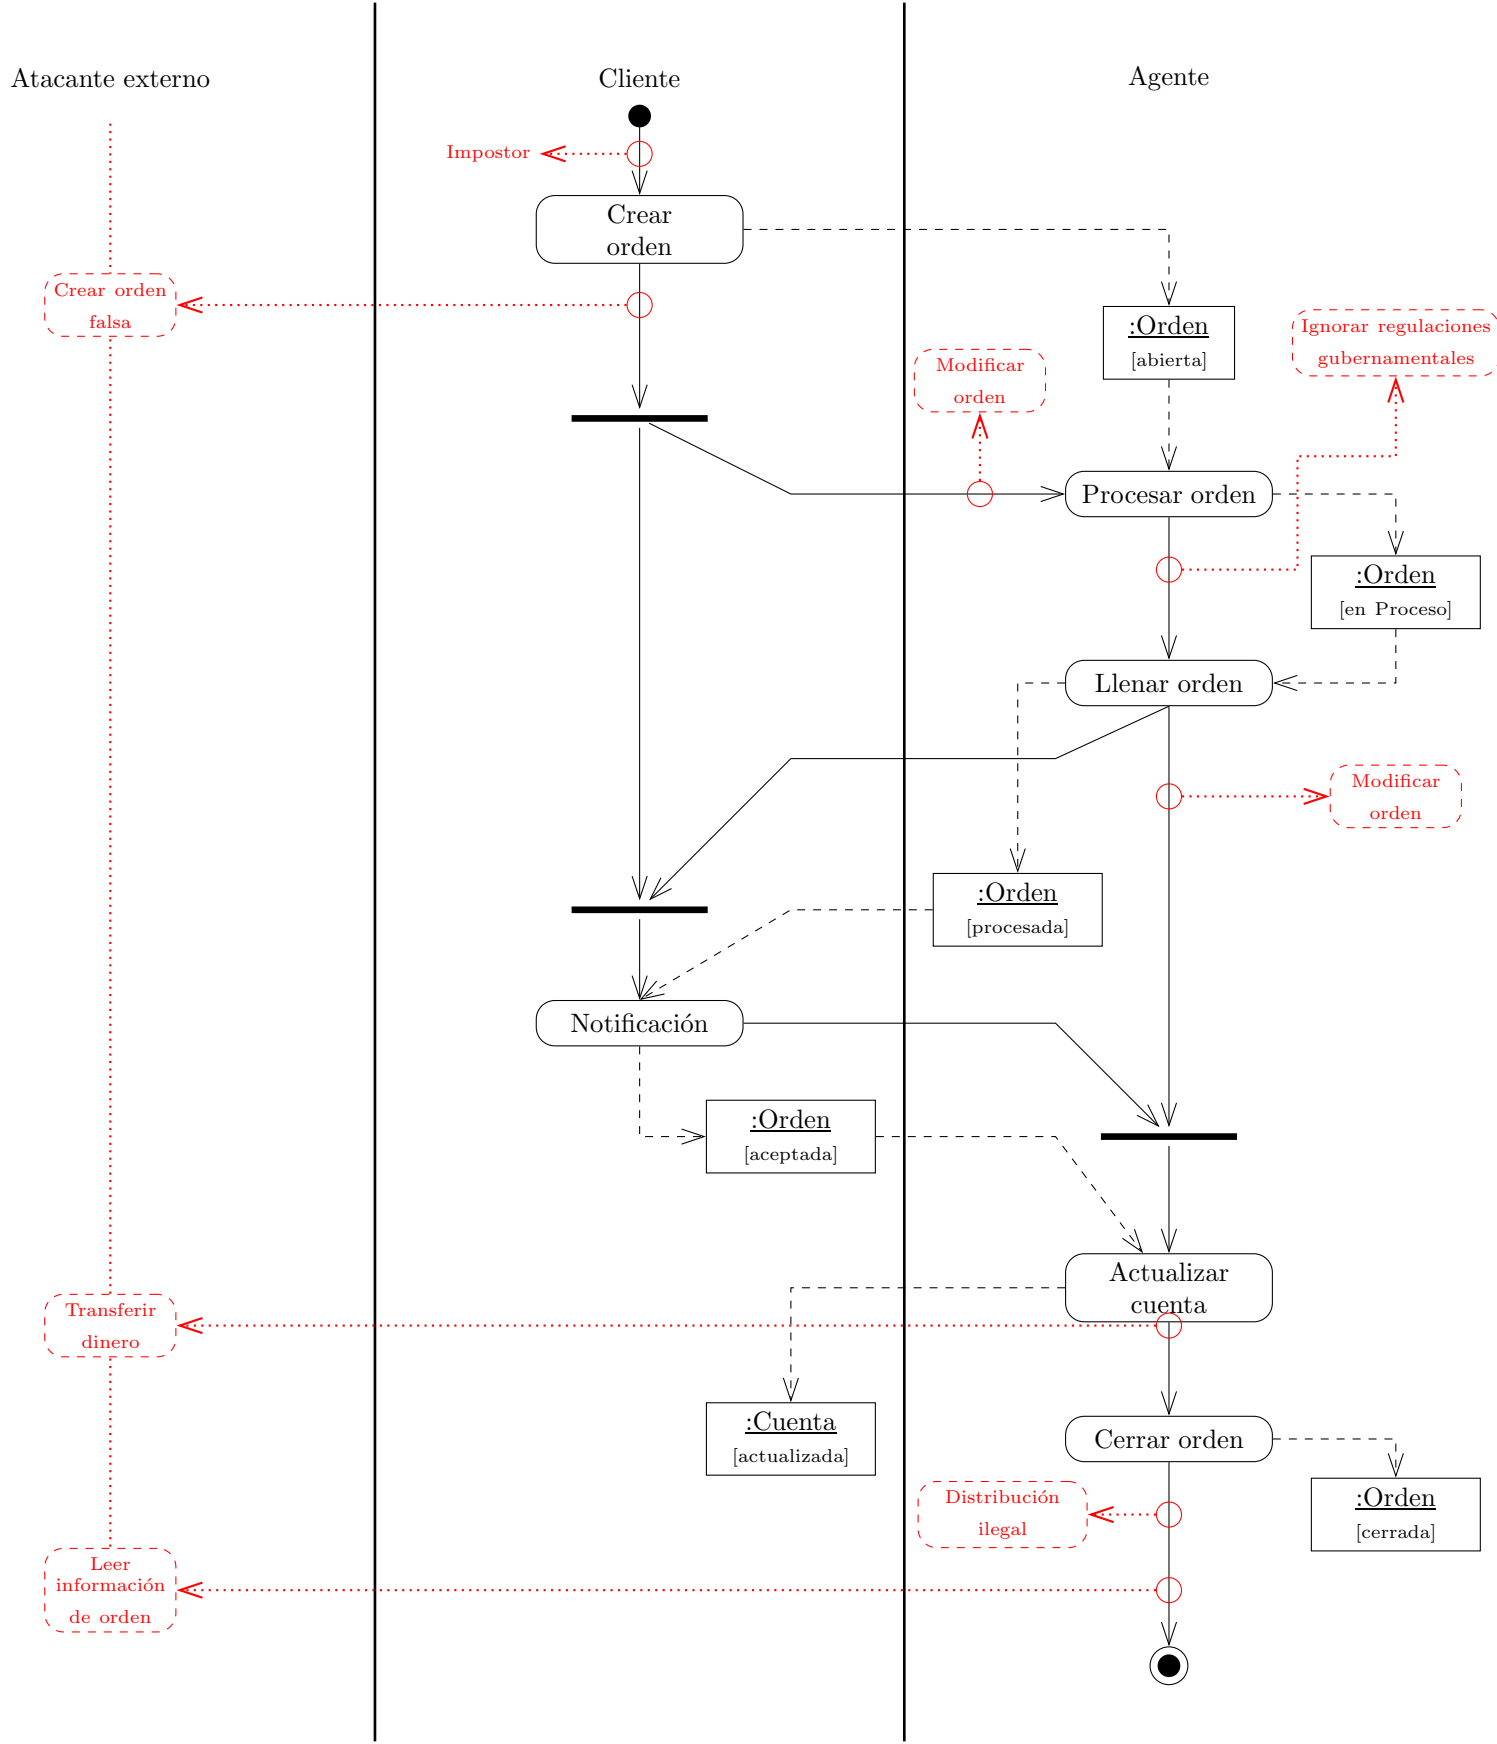 Atacante externo
Cliente
Agente
Impostor
Crear
orden
Crear orden
falsa
:Orden
[abierta]
Ignorar regulaciones
gubernamentales
Modificar
orden
Procesar orden
:Orden
[en Proceso]
Llenar orden
Modificar
orden
:Orden
[procesada]
Notificación
:Orden
[aceptada]
Actualizar
cuenta
Transferir
dinero
:Cuenta
[actualizada]
Cerrar orden
Distribución
ilegal
:Orden
[cerrada]
Leer
información
de orden